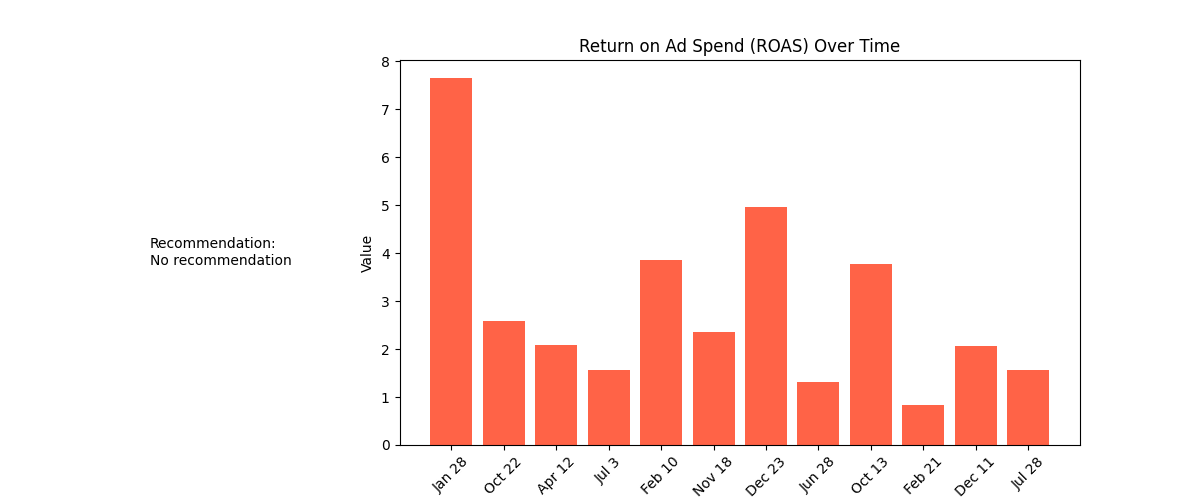 Return on Ad Spend (ROAS) Over Time
Recommendation:
No recommendation
Value
8
7
6
5
4
3
2
1
0
Jan 28
Oct 22
Apr 12
Jul 3
Feb 10
Nov 18
Dec 23
Jun 28
Oct 13
Feb 21
Dec 11
Jul 28